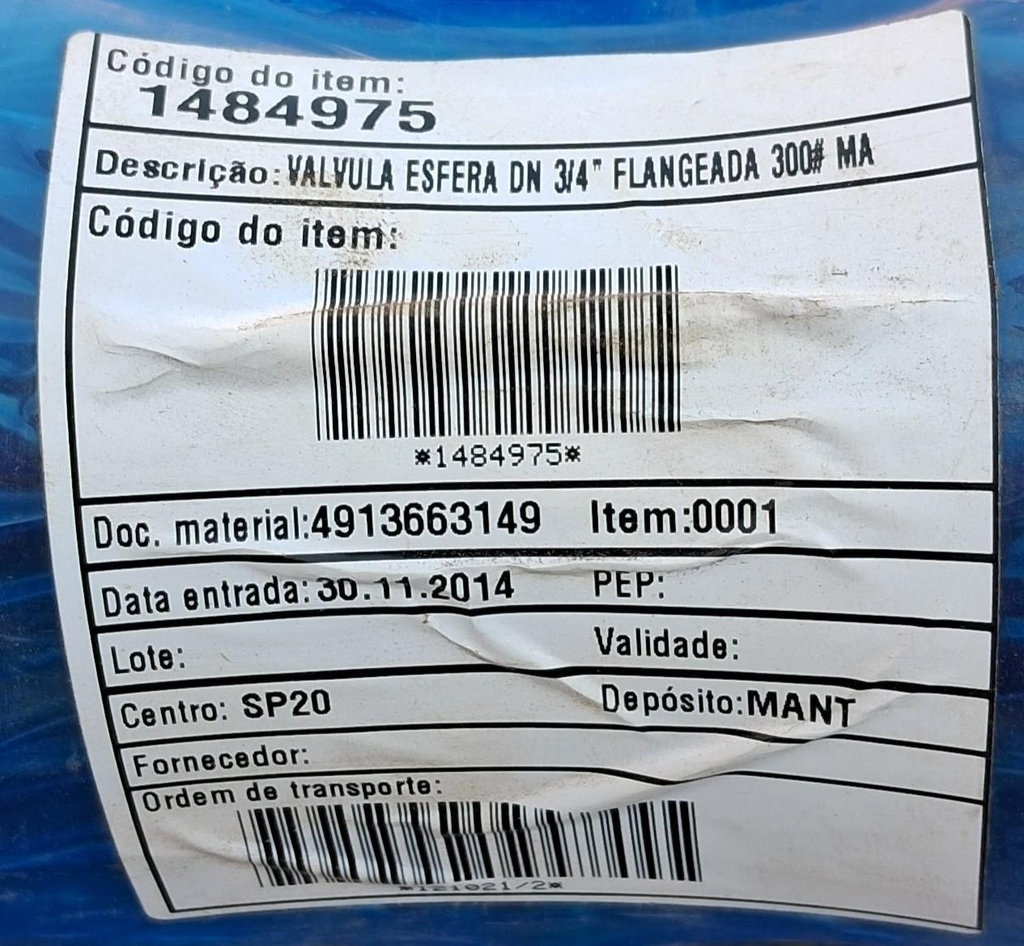 Código do item:
1484975
Descrição:VALVULA ESFERA DN 3/4" FLANGEADA 300# MA
Código do item:
*1484975*
Doc. material:4913663149 Item:0001
Data entrada:30.11.2014 PEP:
Lote: Validade:
Centro: SP20 Depósito:MANT
Fornecedor:
Ordem de transporte: